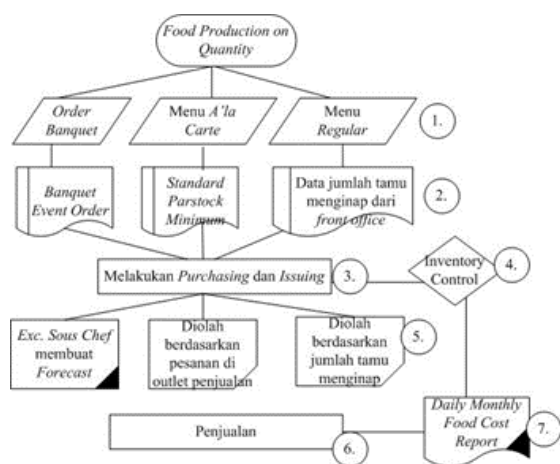 Food Production on
Quantity
Order
Banquet
Menu A'la
Carte
Menu
Regular
1.
Banquet
Event Order
Standard
Parstock
Minimum
Data jumlah tamu
menginap dari
front office
2.
Melakukan Purchasing dan Issuing
3.
Inventory
Control
4.
Exc. Sous Chef
membuat
Forecast
Diolah
berdasarkan
pesanan di
outlet penjualan
Diolah
berdasarkan
jumlah tamu
menginap
5.
Penjualan
6.
Daily Monthly
Food Cost
Report
7.